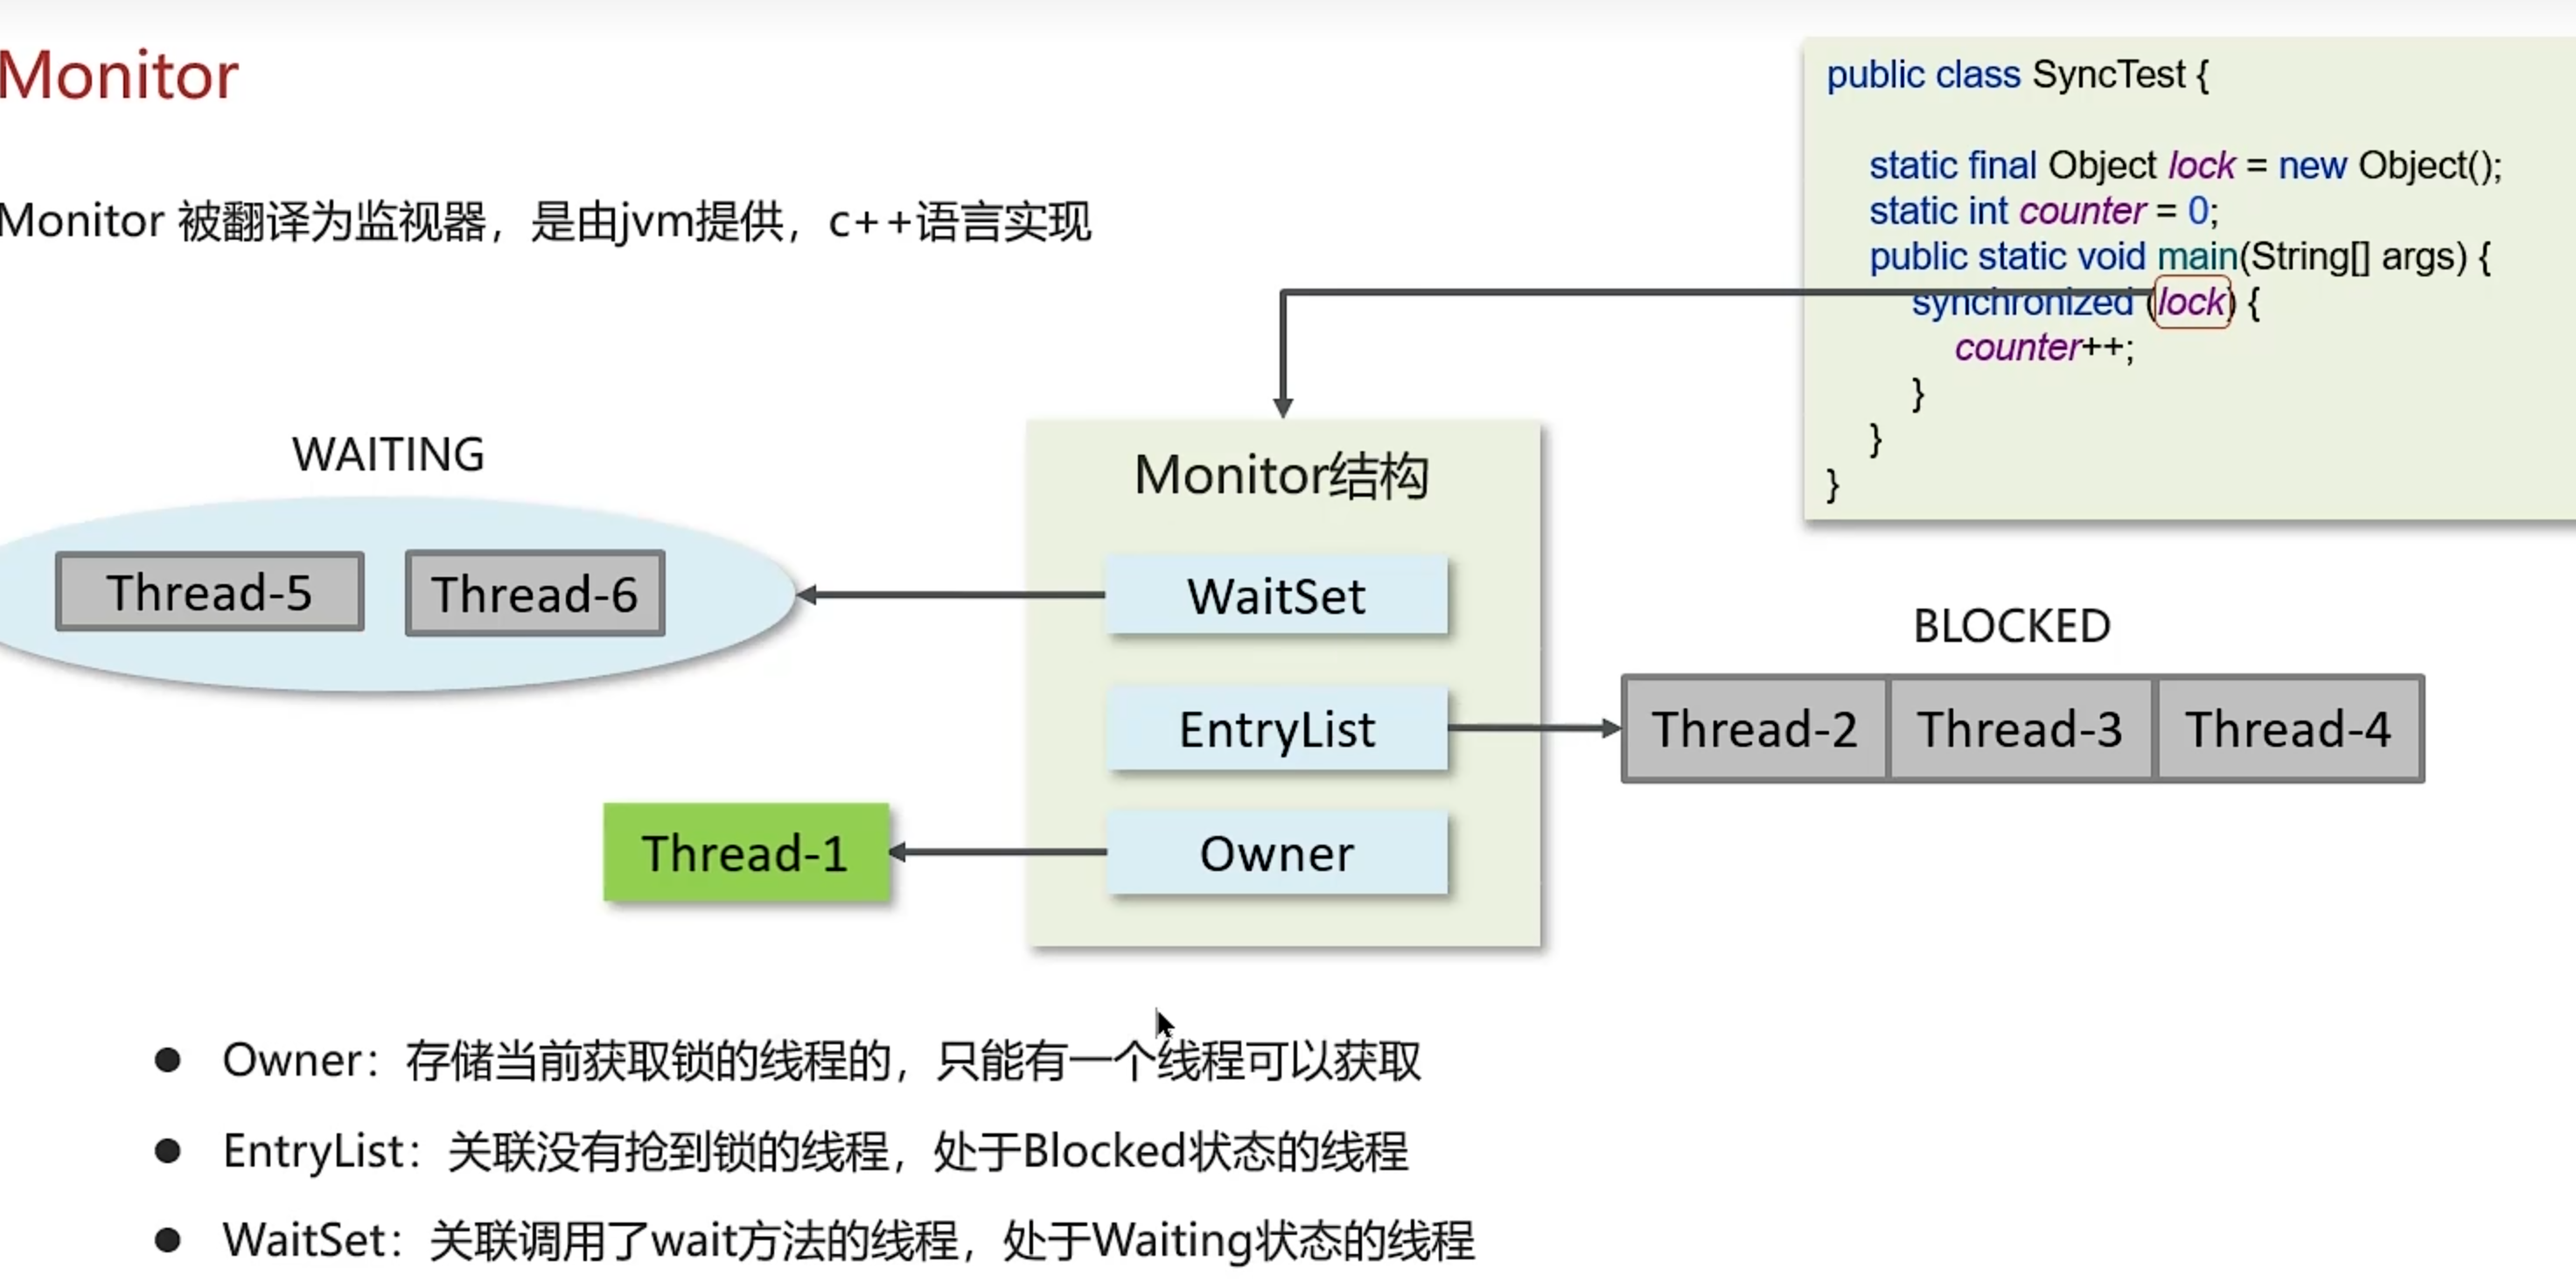 Monitor
Monitor 被翻译为监视器，是由jvm提供，c++语言实现
public class SyncTest {
static final Object lock = new Object();
static int counter = 0;
public static void main(String[] args) {
synchronized (lock) {
counter++;
}
}
}
WAITING
Thread-5
Thread-6
Monitor结构
WaitSet
EntryList
Owner
BLOCKED
Thread-2
Thread-3
Thread-4
Thread-1
Owner：存储当前获取锁的线程的，只能有一个线程可以获取
EntryList：关联没有抢到锁的线程，处于Blocked状态的线程
WaitSet：关联调用了wait方法的线程，处于Waiting状态的线程